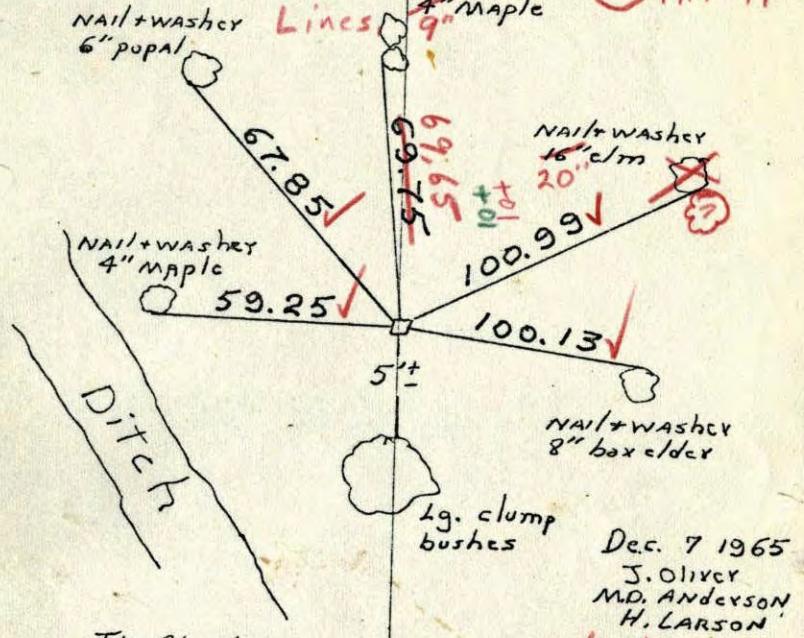 NAil+wAsher
6" popal
Lines
4" MAple
9"
67.85 ✓
69.75
69.65
NAil+wAsher
16" elm
20"
+
10
+
10
100.99 ✓
NAil+wAsher
4" MAple
59.25 ✓
100.13 ✓
5'±
Ditch
NAil+wAsher
8" box elder
Lg. clump
bushes
Dec. 7 1965
J. Oliver
M.D. Anderson
H. Larson